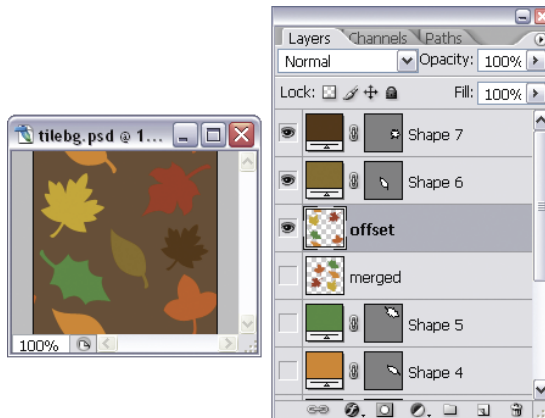 tilebg.psd @ 1...
100%
Layers Channels Paths
Normal Opacity: 100%
Lock: Fill: 100%
Shape 7
Shape 6
offset
merged
Shape 5
Shape 4